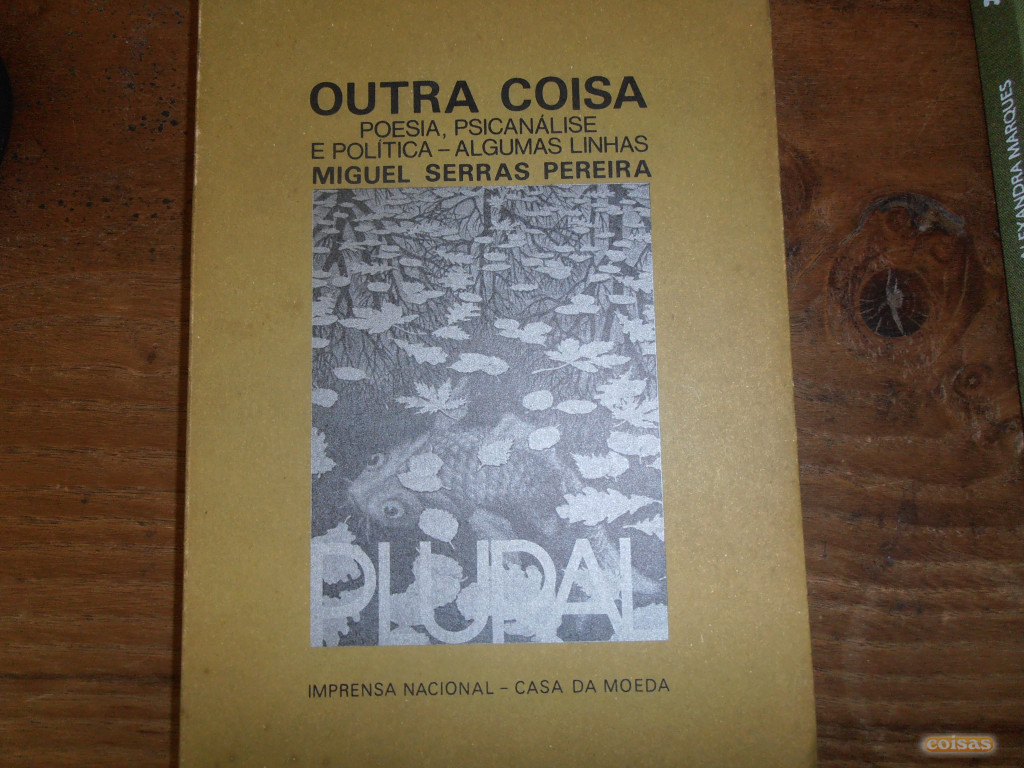 OUTRA COISA
POESIA, PSICANÁLISE
E POLÍTICA – ALGUMAS LINHAS
MIGUEL SERRAS PEREIRA
PLURAL
IMPRENSA NACIONAL – CASA DA MOEDA
ALEXANDRA MARQUES
coisas